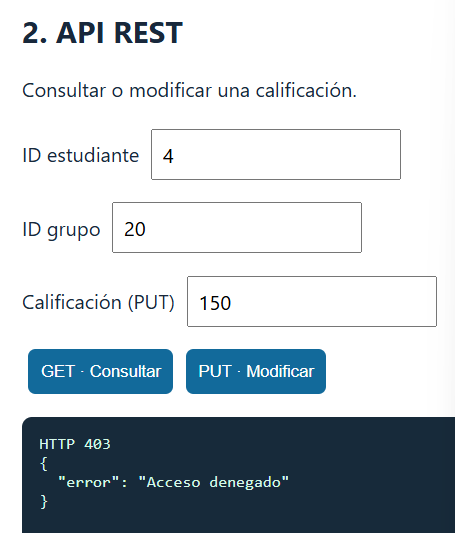 2. API REST
Consultar o modificar una calificación.
ID estudiante 4
ID grupo 20
Calificación (PUT) 150
GET · Consultar PUT · Modificar
HTTP 403
{
  "error": "Acceso denegado"
}